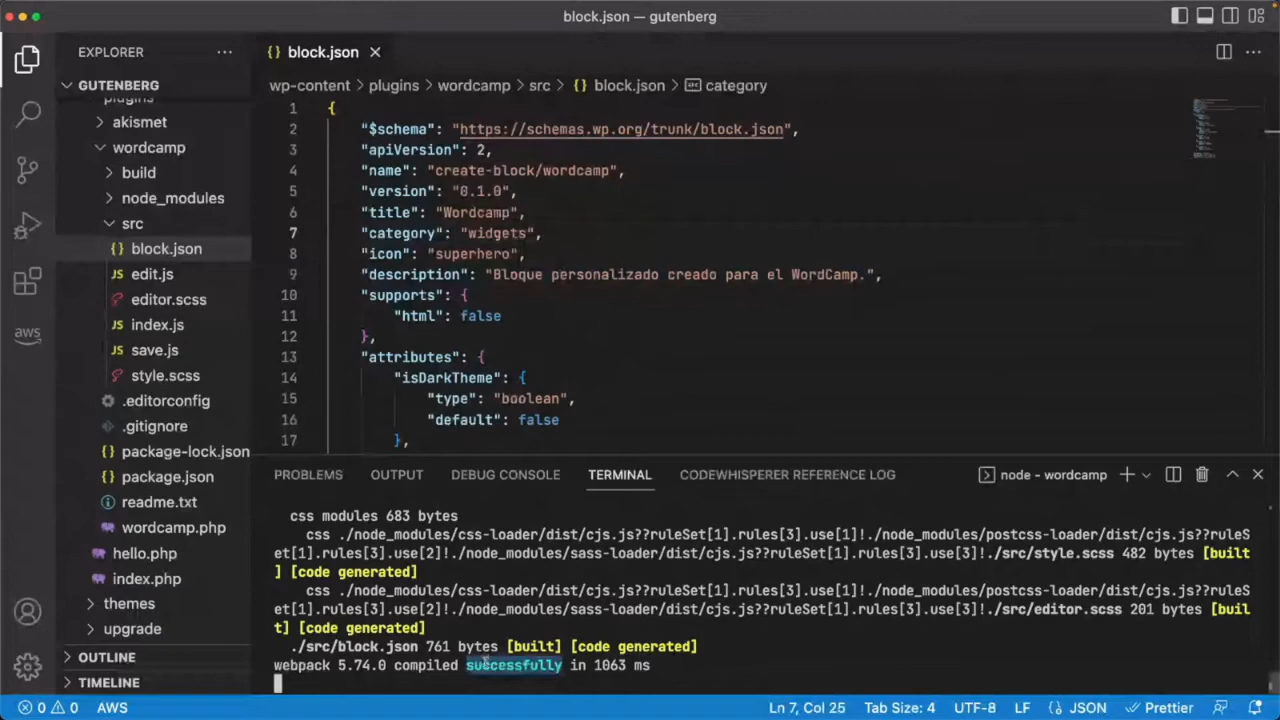 block.json — gutenberg
EXPLORER
GUTENBERG
plugins
akismet
wordcamp
build
node_modules
src
{} block.json
JS edit.js
editor.scss
JS index.js
JS save.js
style.scss
.editorconfig
.gitignore
{} package-lock.json
{} package.json
readme.txt
wordcamp.php
hello.php
index.php
themes
upgrade
OUTLINE
TIMELINE
aws
{} block.json
wp-content > plugins > wordcamp > src > {} block.json > abc category
1 {
2 "$schema": "https://schemas.wp.org/trunk/block.json",
3 "apiVersion": 2,
4 "name": "create-block/wordcamp",
5 "version": "0.1.0",
6 "title": "Wordcamp",
7 "category": "widgets",
8 "icon": "superhero",
9 "description": "Bloque personalizado creado para el WordCamp.",
10 "supports": {
11 "html": false
12 },
13 "attributes": {
14 "isDarkTheme": {
15 "type": "boolean",
16 "default": false
17 },
PROBLEMS OUTPUT DEBUG CONSOLE TERMINAL CODEWHISPERER REFERENCE LOG node - wordcamp
css modules 683 bytes
css ./node_modules/css-loader/dist/cjs.js??ruleSet[1].rules[3].use[1]!./node_modules/postcss-loader/dist/cjs.js??ruleS
et[1].rules[3].use[2]!./node_modules/sass-loader/dist/cjs.js??ruleSet[1].rules[3].use[3]!./src/style.scss 482 bytes [built
] [code generated]
css ./node_modules/css-loader/dist/cjs.js??ruleSet[1].rules[3].use[1]!./node_modules/postcss-loader/dist/cjs.js??ruleS
et[1].rules[3].use[2]!./node_modules/sass-loader/dist/cjs.js??ruleSet[1].rules[3].use[3]!./src/editor.scss 201 bytes [buil
t] [code generated]
./src/block.json 761 bytes [built] [code generated]
webpack 5.74.0 compiled successfully in 1063 ms
0 0 AWS Ln 7, Col 25 Tab Size: 4 UTF-8 LF {} JSON Prettier